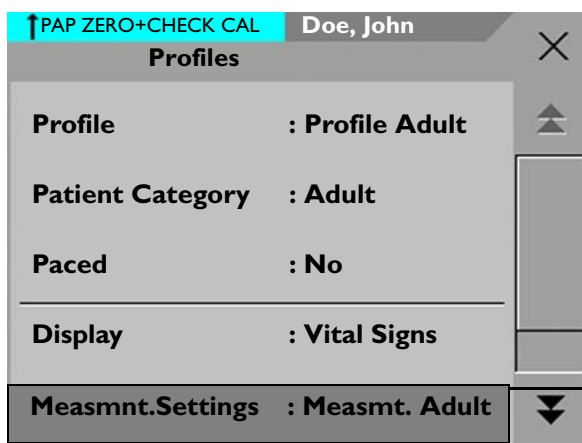 ↑PAP ZERO+CHECK CAL Doe, John
Profiles
Profile : Profile Adult
Patient Category : Adult
Paced : No
Display : Vital Signs
Measmnt.Settings : Measmt. Adult